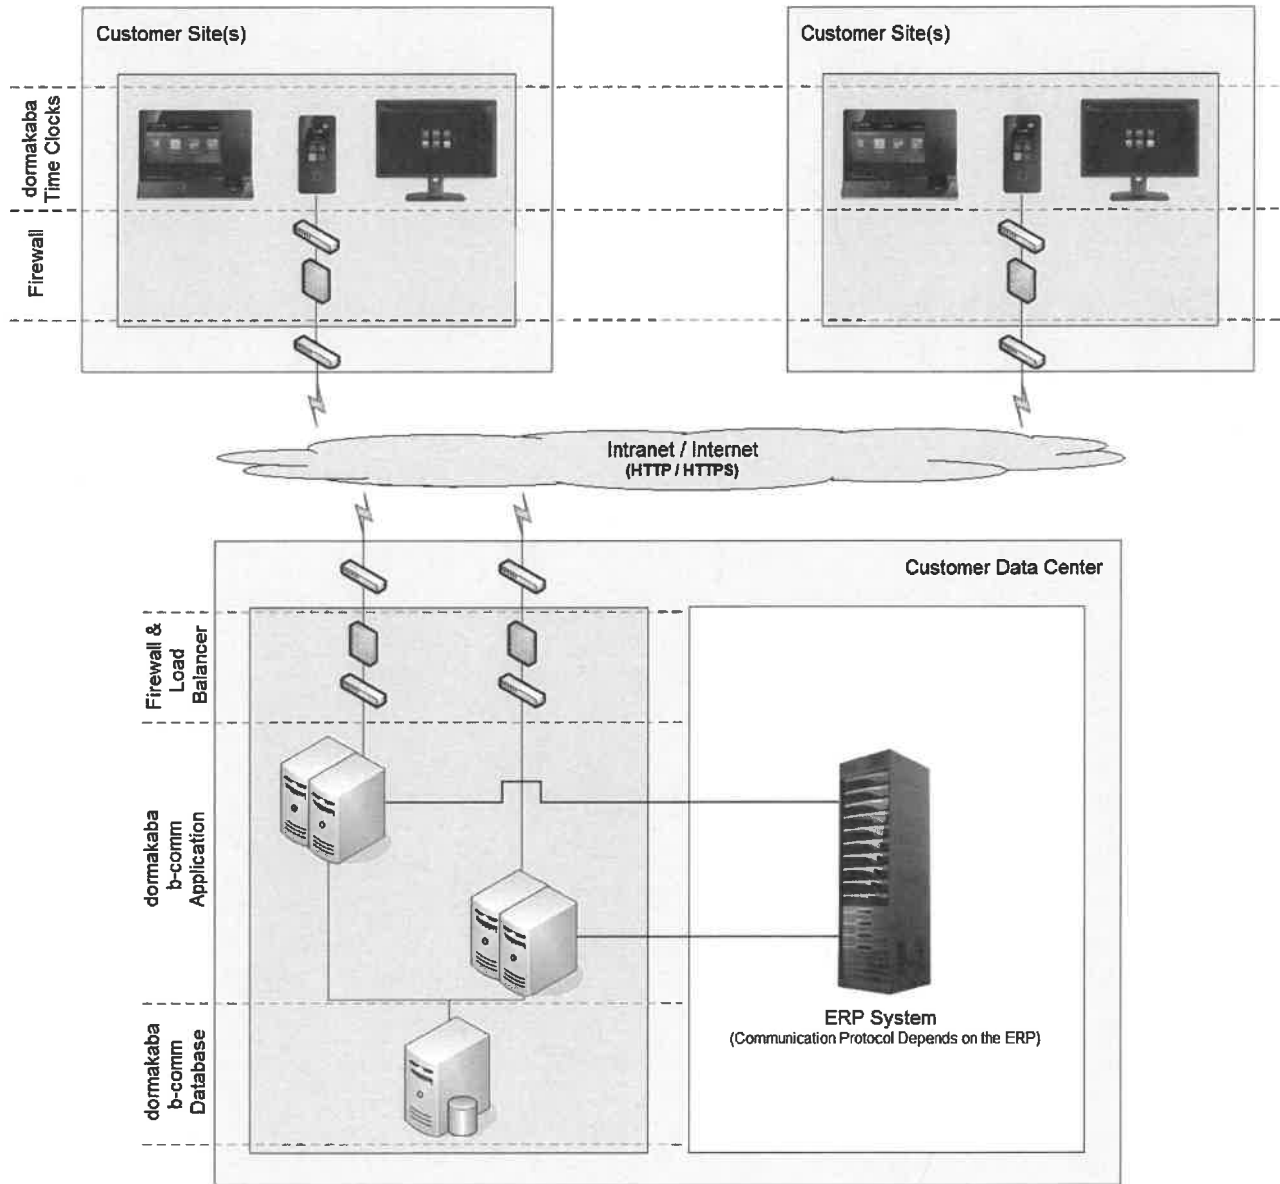 Customer Site(s)
Customer Site(s)
dormakaba
Time Clocks
Firewall
Intranet / Internet
(HTTP / HTTPS)
Customer Data Center
Firewall &
Load
Balancer
dormakaba
b-comm
Application
ERP System
(Communication Protocol Depends on the ERP)
dormakaba
b-comm
Database